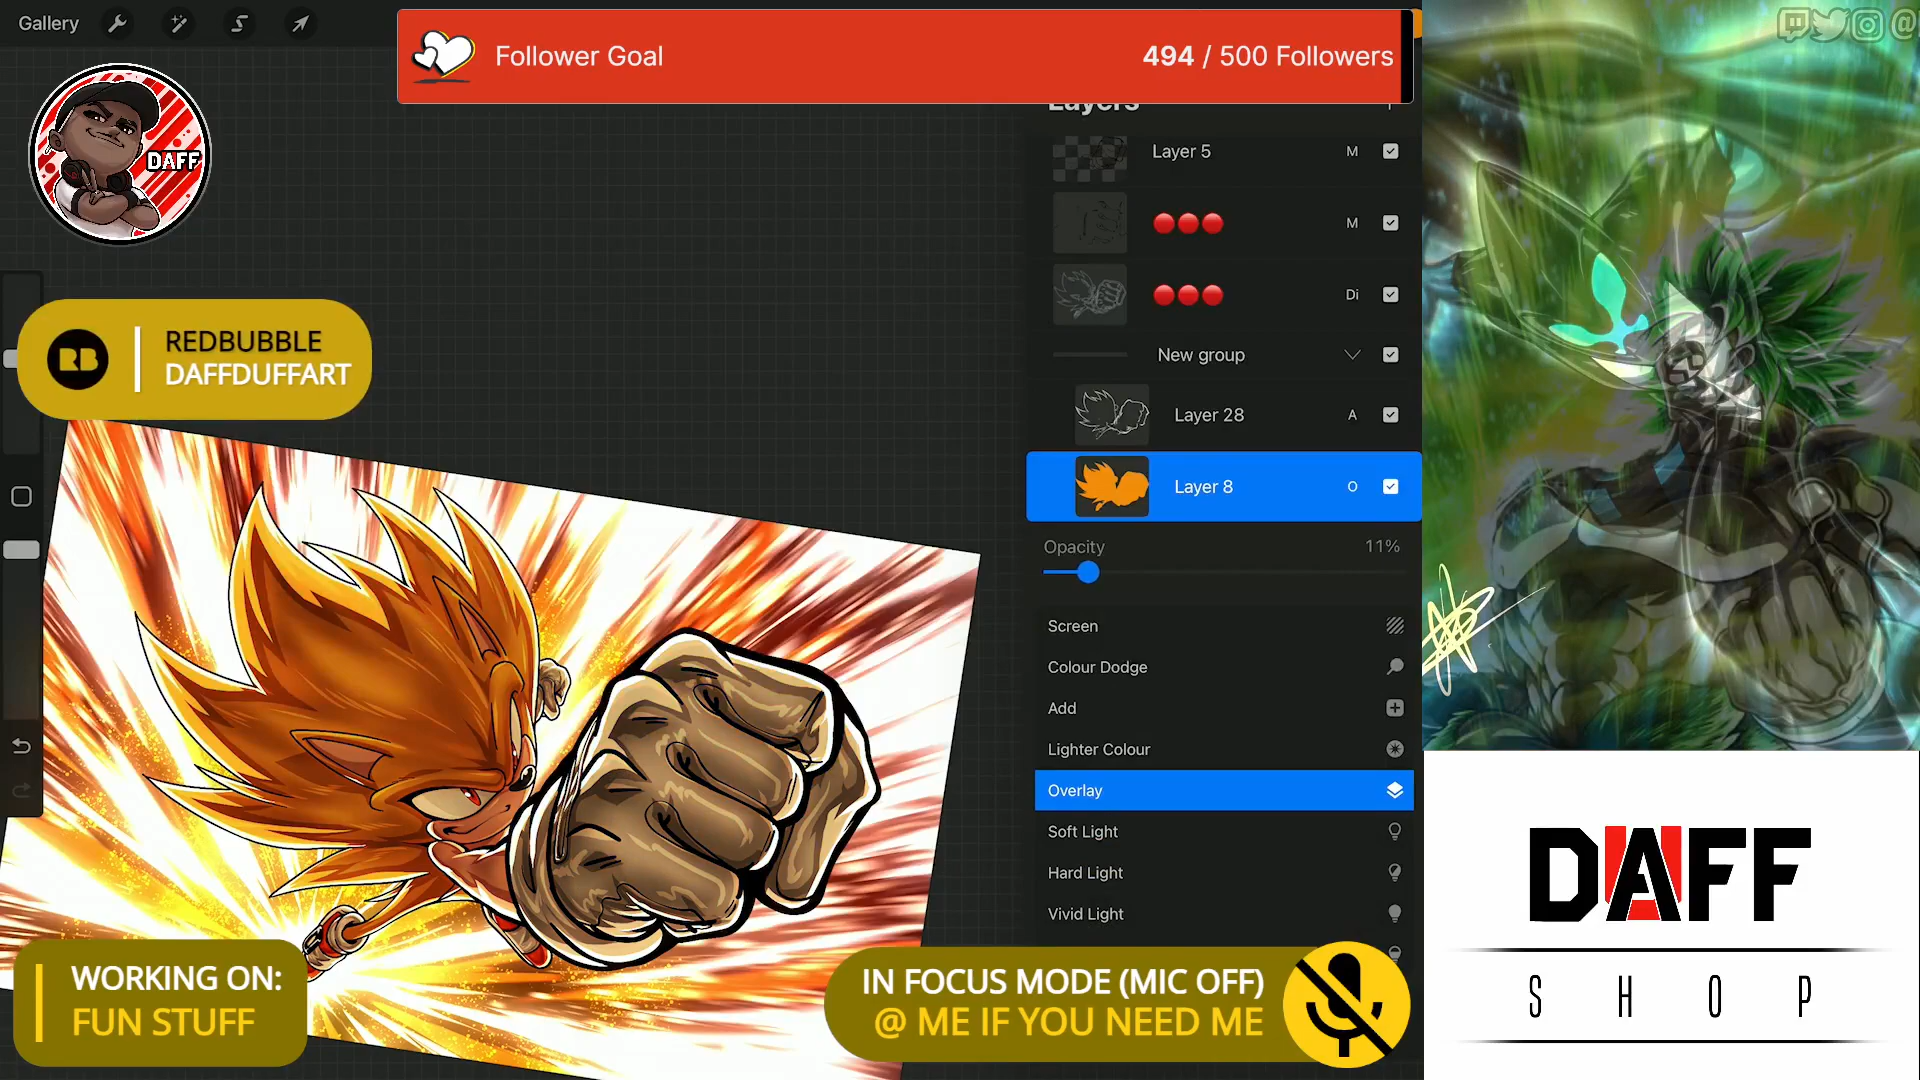 Gallery
Follower Goal
494 / 500 Followers
Layers
DAFF
Layer 5
M
M
Di
REDBUBBLE
DAFFDUFFART
RB
New group
Layer 28
A
Layer 8
O
Opacity
11%
Screen
Colour Dodge
Add
Lighter Colour
Overlay
Soft Light
Hard Light
Vivid Light
WORKING ON:
FUN STUFF
IN FOCUS MODE (MIC OFF)
@ ME IF YOU NEED ME
@
DAFF
SHOP